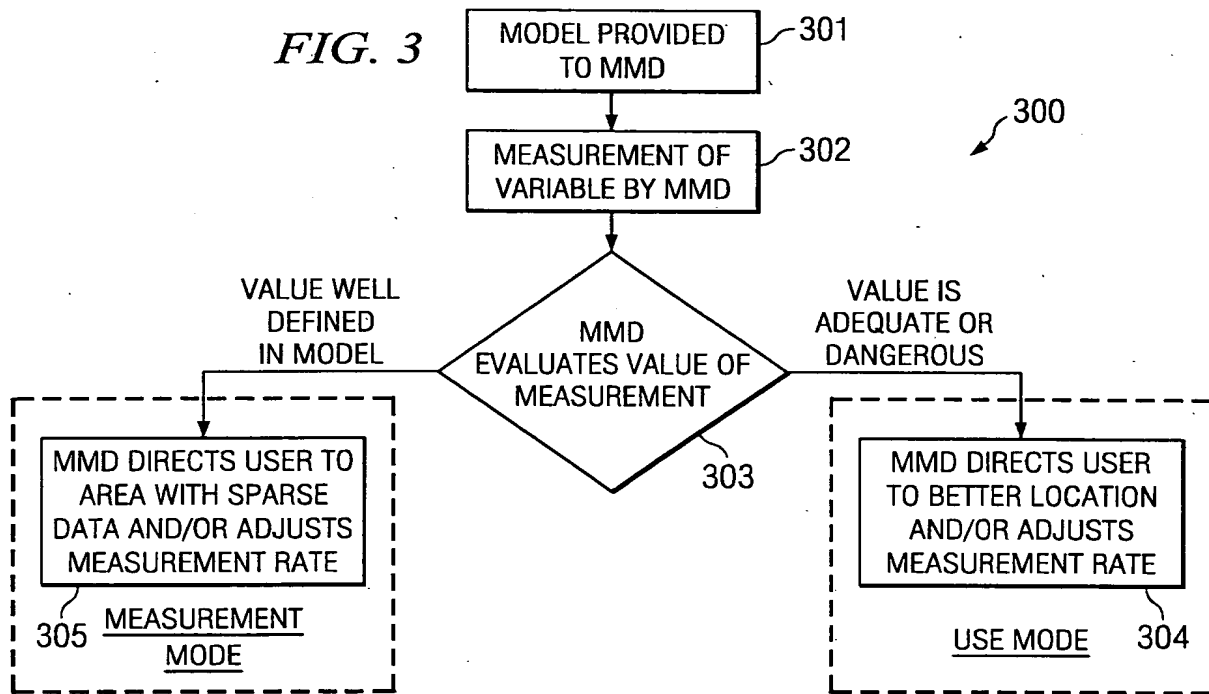 FIG. 3
MODEL PROVIDED
TO MMD
301
300
MEASUREMENT OF
VARIABLE BY MMD
302
VALUE WELL
DEFINED
IN MODEL
MMD
EVALUATES VALUE OF
MEASUREMENT
303
VALUE IS
ADEQUATE OR
DANGEROUS
MMD DIRECTS USER TO
AREA WITH SPARSE
DATA AND/OR ADJUSTS
MEASUREMENT RATE
305
MEASUREMENT
MODE
MMD DIRECTS USER
TO BETTER LOCATION
AND/OR ADJUSTS
MEASUREMENT RATE
304
USE MODE